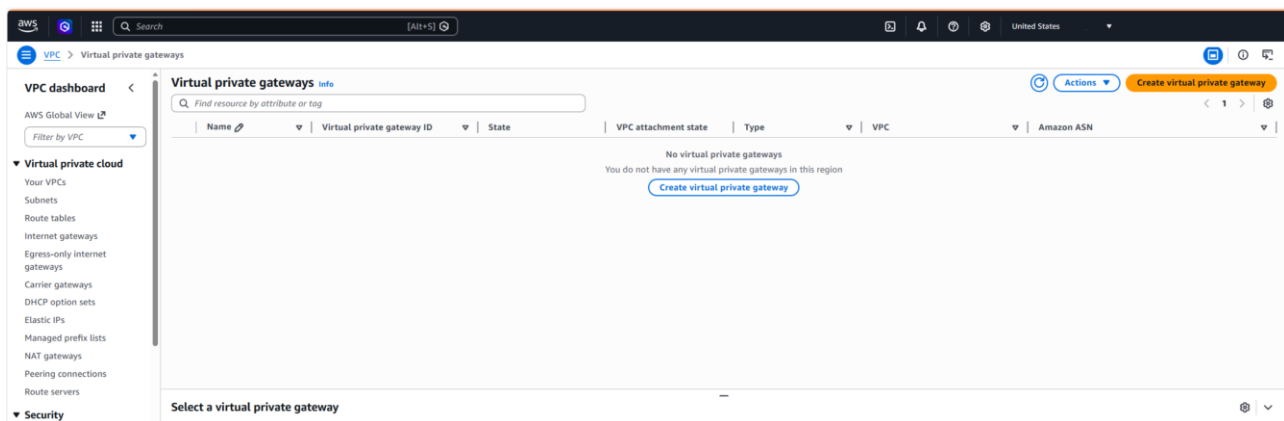 aws
Search
[Alt+S]
United States
VPC > Virtual private gateways
VPC dashboard
AWS Global View
Filter by VPC
Virtual private cloud
Your VPCs
Subnets
Route tables
Internet gateways
Egress-only internet
gateways
Carrier gateways
DHCP option sets
Elastic IPs
Managed prefix lists
NAT gateways
Peering connections
Route servers
Security
Virtual private gateways Info
Actions
Create virtual private gateway
Find resource by attribute or tag
< 1 >
Name Virtual private gateway ID State VPC attachment state Type VPC Amazon ASN
No virtual private gateways
You do not have any virtual private gateways in this region
Create virtual private gateway
Select a virtual private gateway